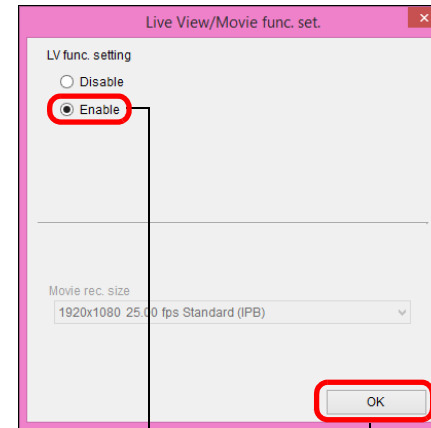 Live View/Movie func. set.
LV func. setting
Disable
Enable
Movie rec. size
1920x1080 25.00 fps Standard (IPB)
OK